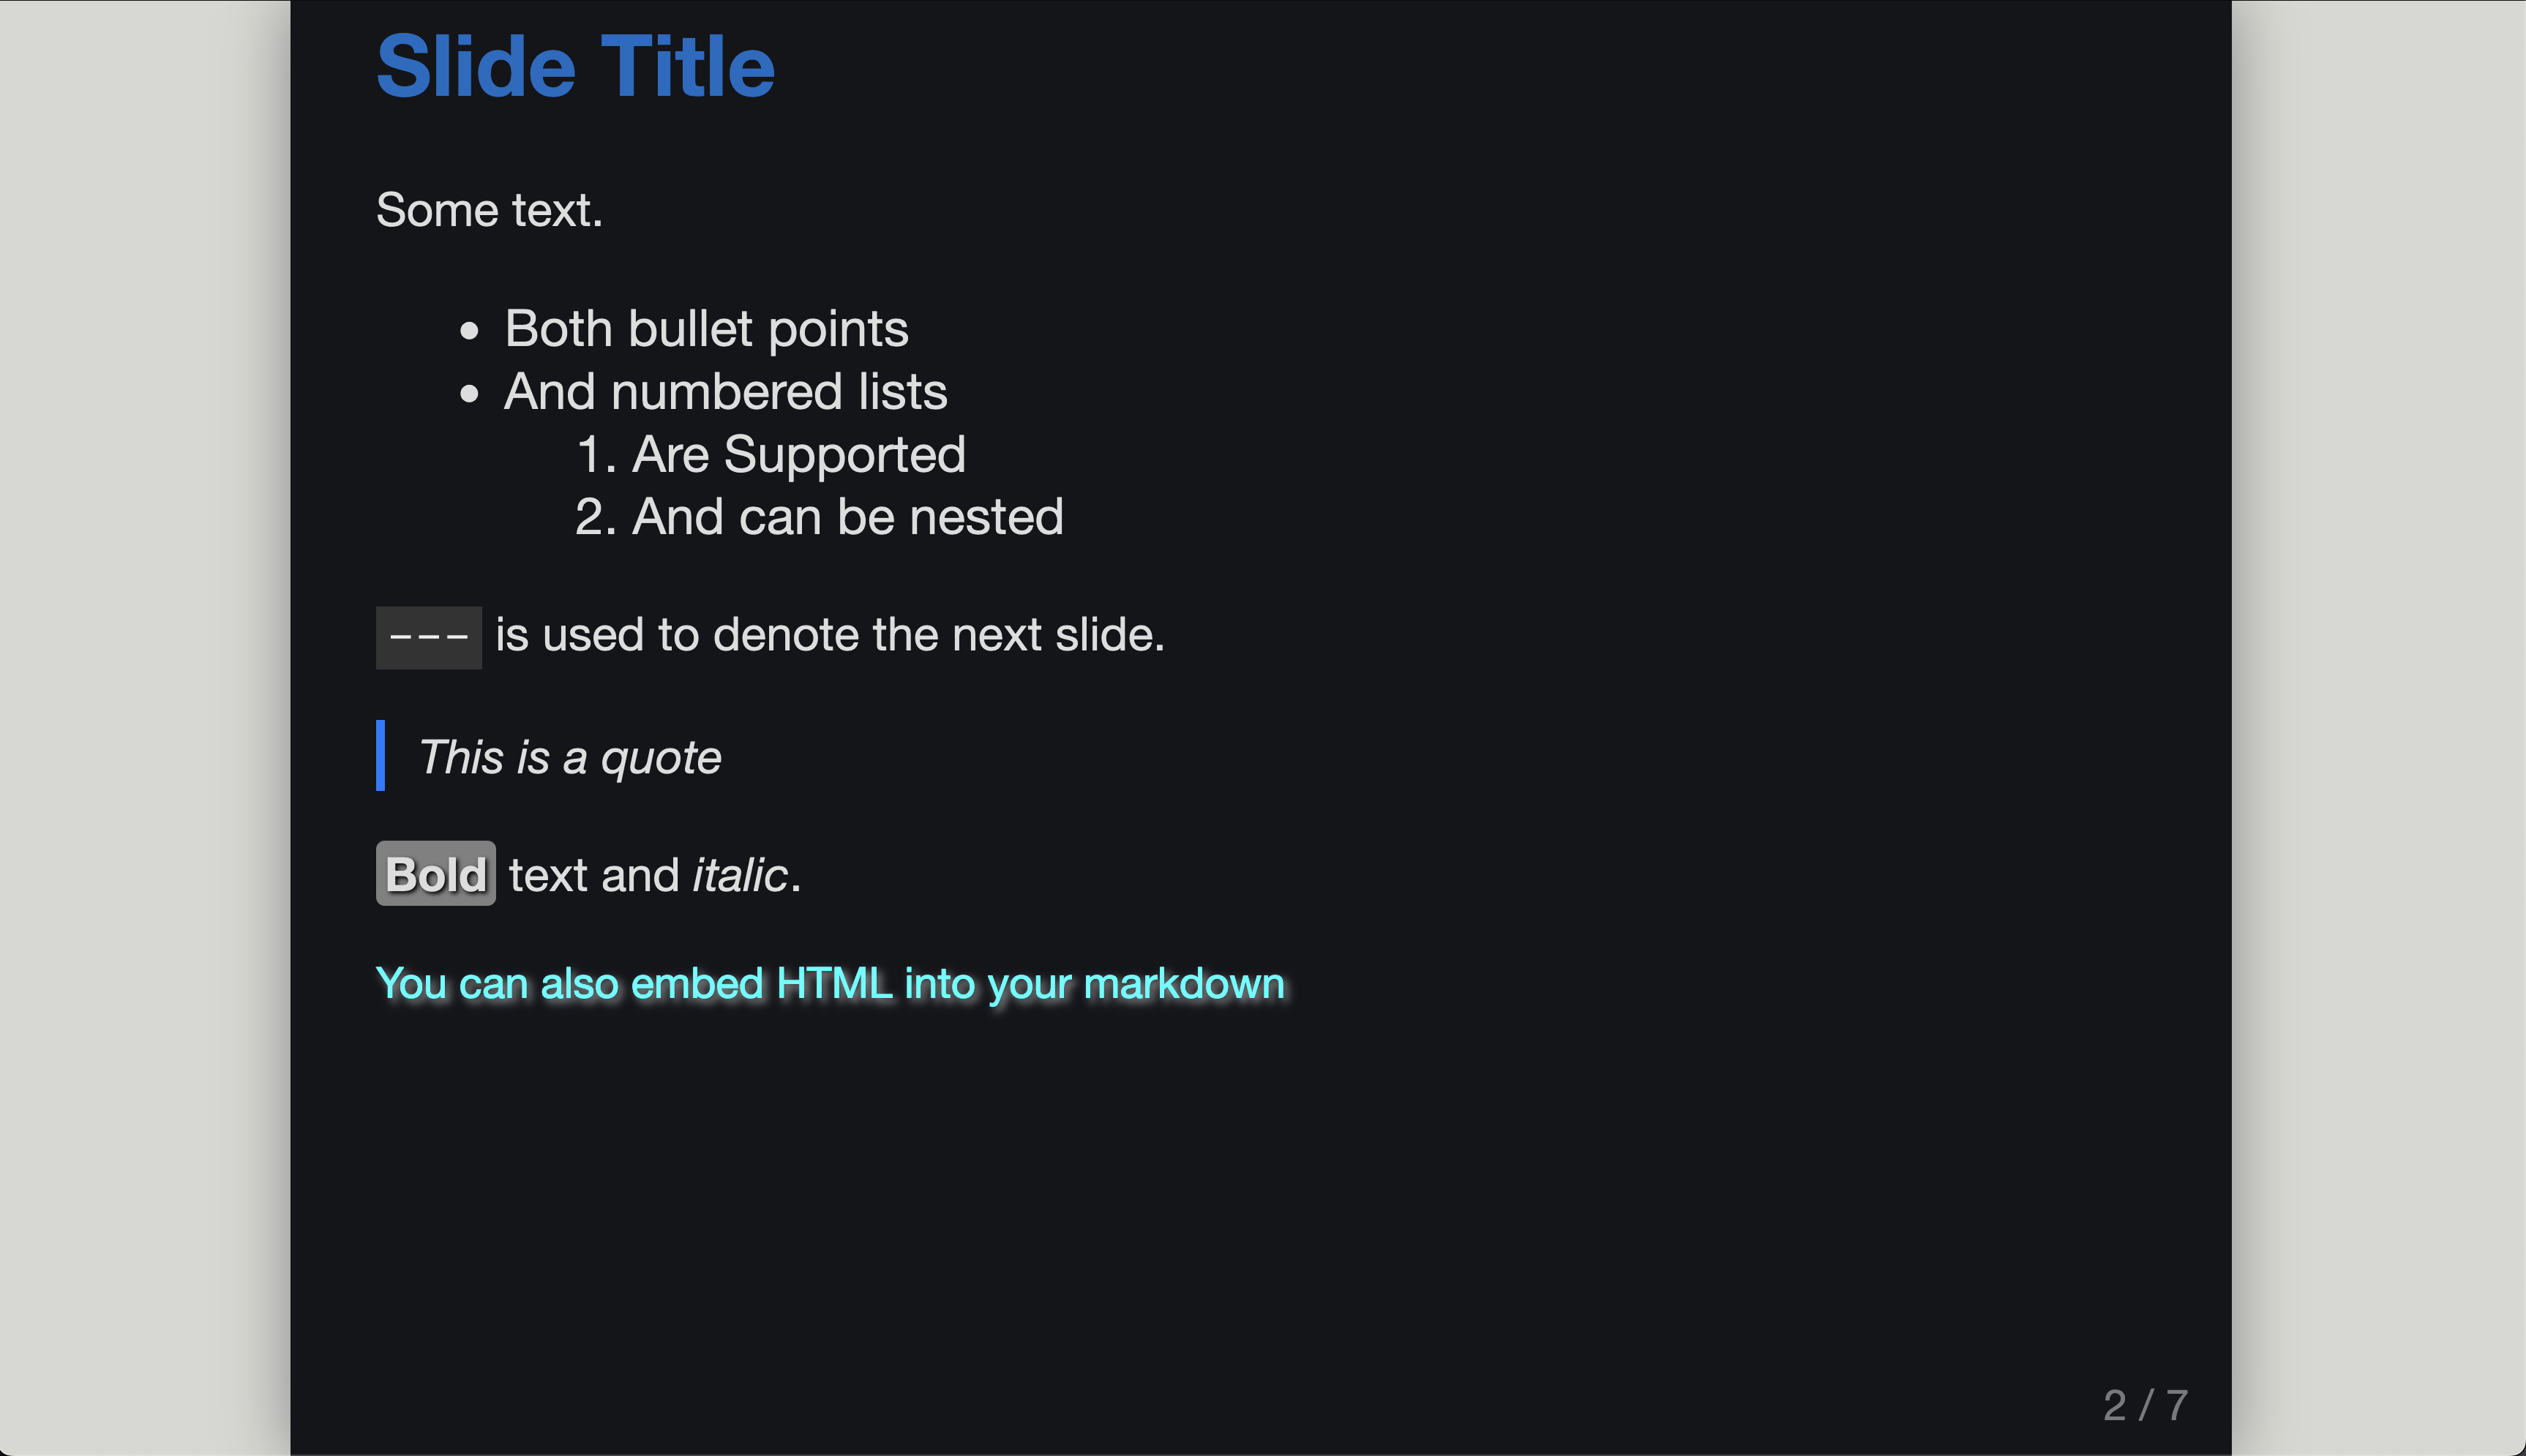 Slide Title
Some text.
• Both bullet points
• And numbered lists
1. Are Supported
2. And can be nested
--- is used to denote the next slide.
This is a quote
Bold text and italic.
You can also embed HTML into your markdown
2 / 7